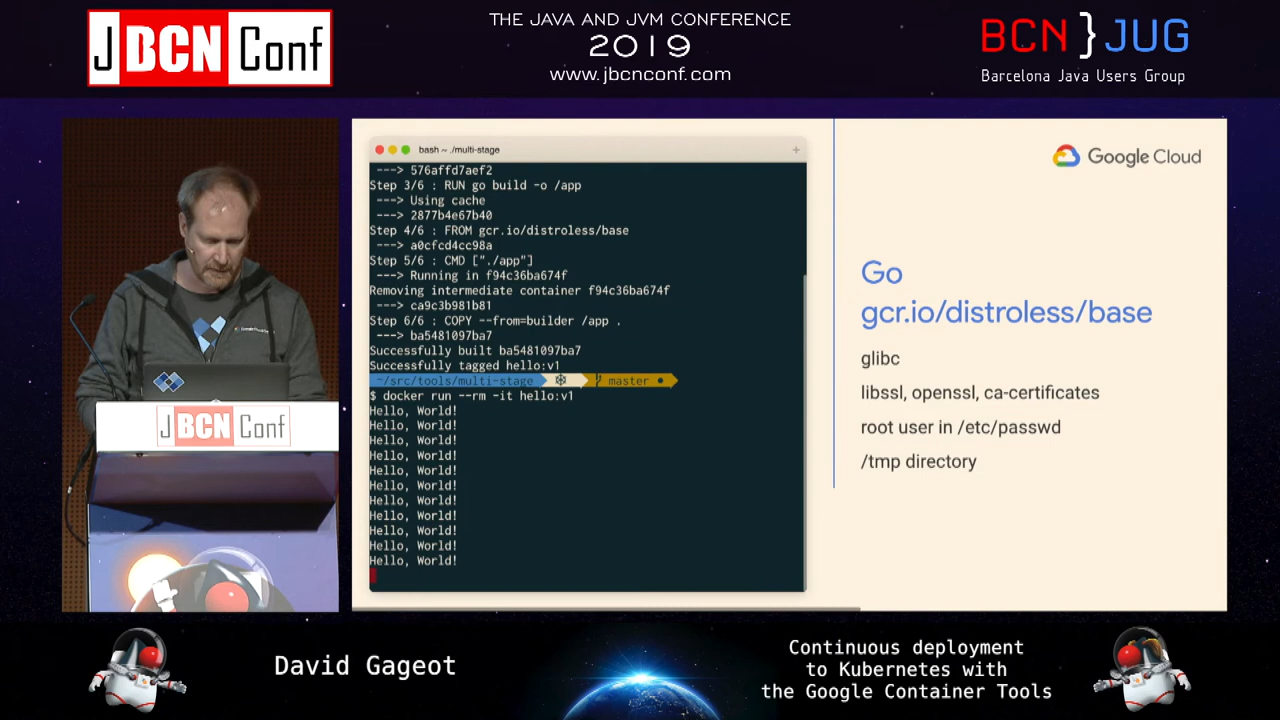 JBCNConf
THE JAVA AND JVM CONFERENCE
2019
www.jbcnconf.com
BCN}JUG
Barcelona Java Users Group
bash ~ ./multi-stage
+
---> 576affd7aef2
Step 3/6 : RUN go build -o /app
---> Using cache
---> 2877b4e67b40
Step 4/6 : FROM gcr.io/distroless/base
---> a0cfcd4cc98a
Step 5/6 : CMD ["./app"]
---> Running in f94c36ba674f
Removing intermediate container f94c36ba674f
---> ca9c3b981b81
Step 6/6 : COPY --from=builder /app .
---> ba5481097ba7
Successfully built ba5481097ba7
Successfully tagged hello:v1
~/src/tools/multi-stage master
$ docker run --rm -it hello:v1
Hello, World!
Hello, World!
Hello, World!
Hello, World!
Hello, World!
Hello, World!
Hello, World!
Hello, World!
Hello, World!
Hello, World!
Hello, World!
Google Cloud
Go
gcr.io/distroless/base
glibc
libssl, openssl, ca-certificates
root user in /etc/passwd
/tmp directory
JBCNConf
David Gageot
Continuous deployment
to Kubernetes with
the Google Container Tools